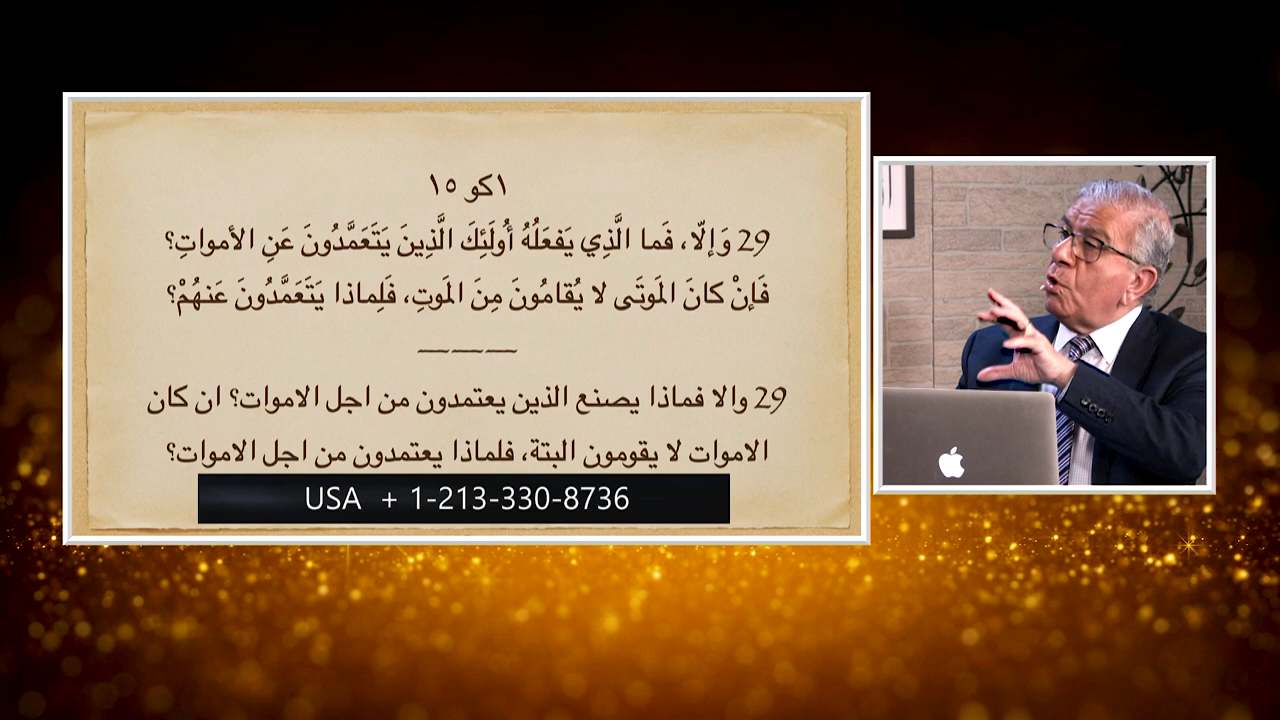 ١كو ١٥
29 وَإلّا، فَما الَّذِي يَفعَلُهُ أُولَئِكَ الَّذِينَ يَتَعَمَّدُونَ عَنِ الأمواتِ؟
فَإنْ كانَ المَوتَى لا يُقامُونَ مِنَ المَوتِ، فَلِماذا يَتَعَمَّدُونَ عَنهُمْ؟
ــــــــــــ
29 والا فماذا يصنع الذين يعتمدون من اجل الاموات؟ ان كان
الاموات لا يقومون البتة، فلماذا يعتمدون من اجل الاموات؟
USA + 1-213-330-8736